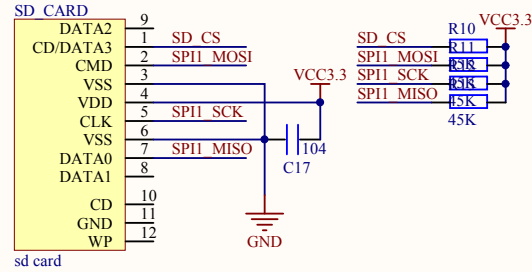 SD_CARD
DATA2 9
CD/DATA3 1 SD_CS
CMD 2 SPI1_MOSI
VSS 3
VDD 4
CLK 5 SPI1_SCK
VSS 6
DATA0 7 SPI1_MISO
DATA1 8
CD 10
GND 11
WP 12
sd card
VCC3.3
104
C17
GND
VCC3.3
R10
SD_CS R11
SPI1_MOSI
SPI1_SCK
SPI1_MISO 45K
45K